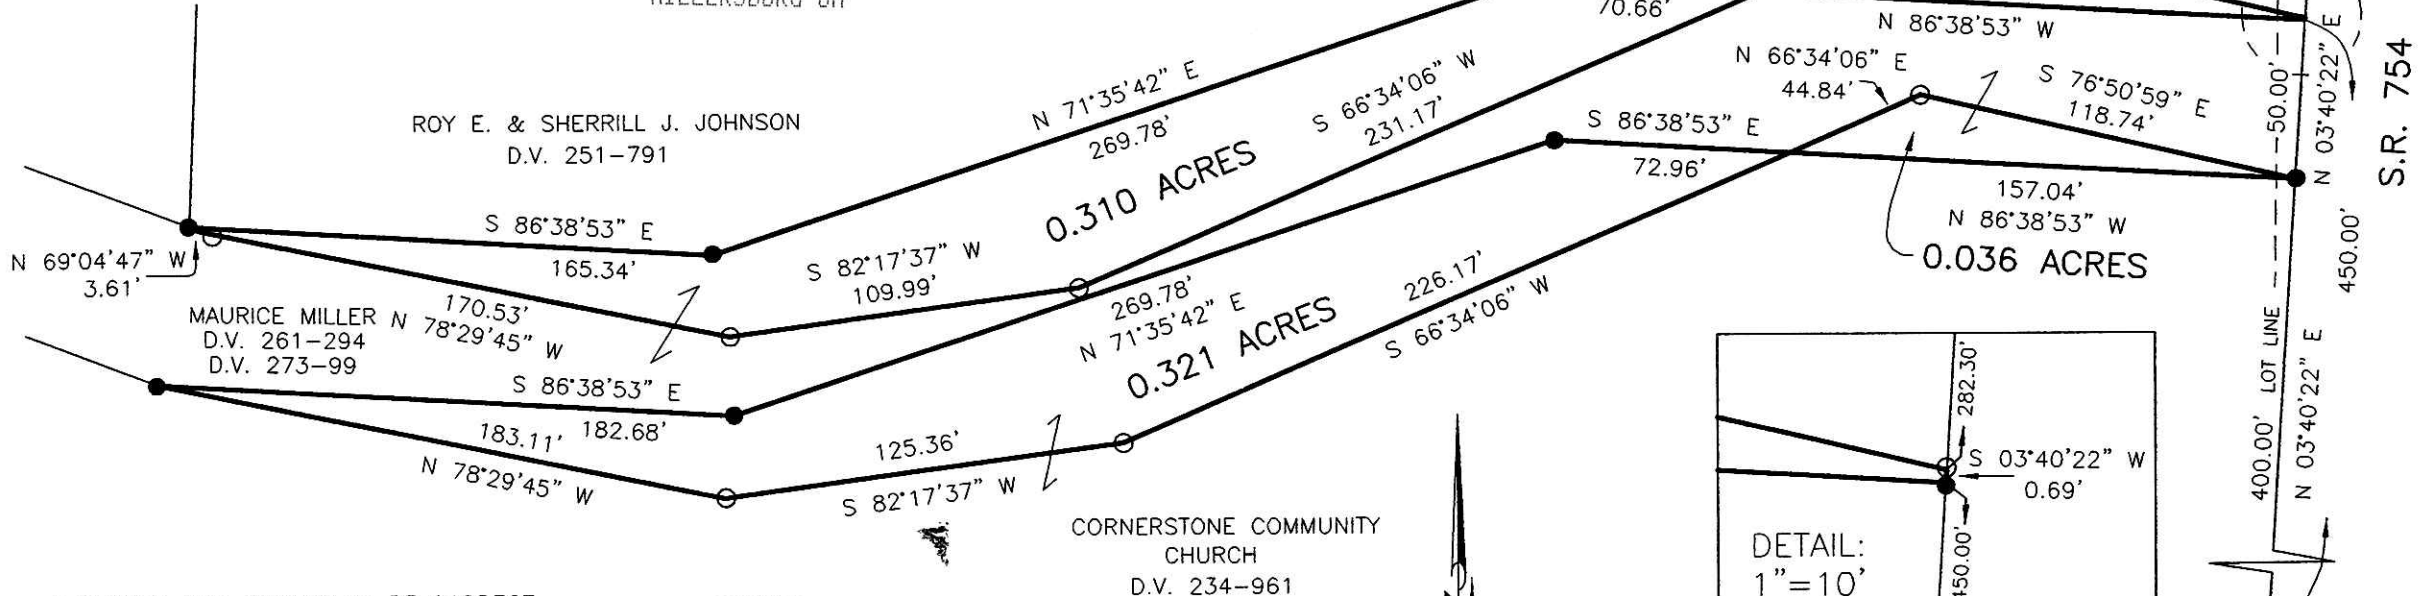 70.66'
N 86°38'53" W
E
S.R. 754
N 66°34'06" E
44.84'
S 76°50'59" E
118.74'
50.00'
N 03°40'22"
ROY E. & SHERRILL J. JOHNSON
D.V. 251-791
N 71°35'42" E
269.78'
S 66°34'06" W
231.17'
0.310 ACRES
S 86°38'53" E
72.96'
157.04'
N 86°38'53" W
0.036 ACRES
450.00'
S 86°38'53" E
165.34'
N 69°04'47" W
3.61'
S 82°17'37" W
109.99'
170.53'
N 78°29'45" W
MAURICE MILLER
D.V. 261-294
D.V. 273-99
269.78'
N 71°35'42" E
0.321 ACRES
226.17'
S 66°34'06" W
S 86°38'53" E
182.68'
183.11'
N 78°29'45" W
125.36'
S 82°17'37" W
CORNERSTONE COMMUNITY
CHURCH
D.V. 234-961
282.30'
S 03°40'22" W
0.69'
DETAIL:
1"=10'
450.00'
400.00' LOT LINE
N 03°40'22" E